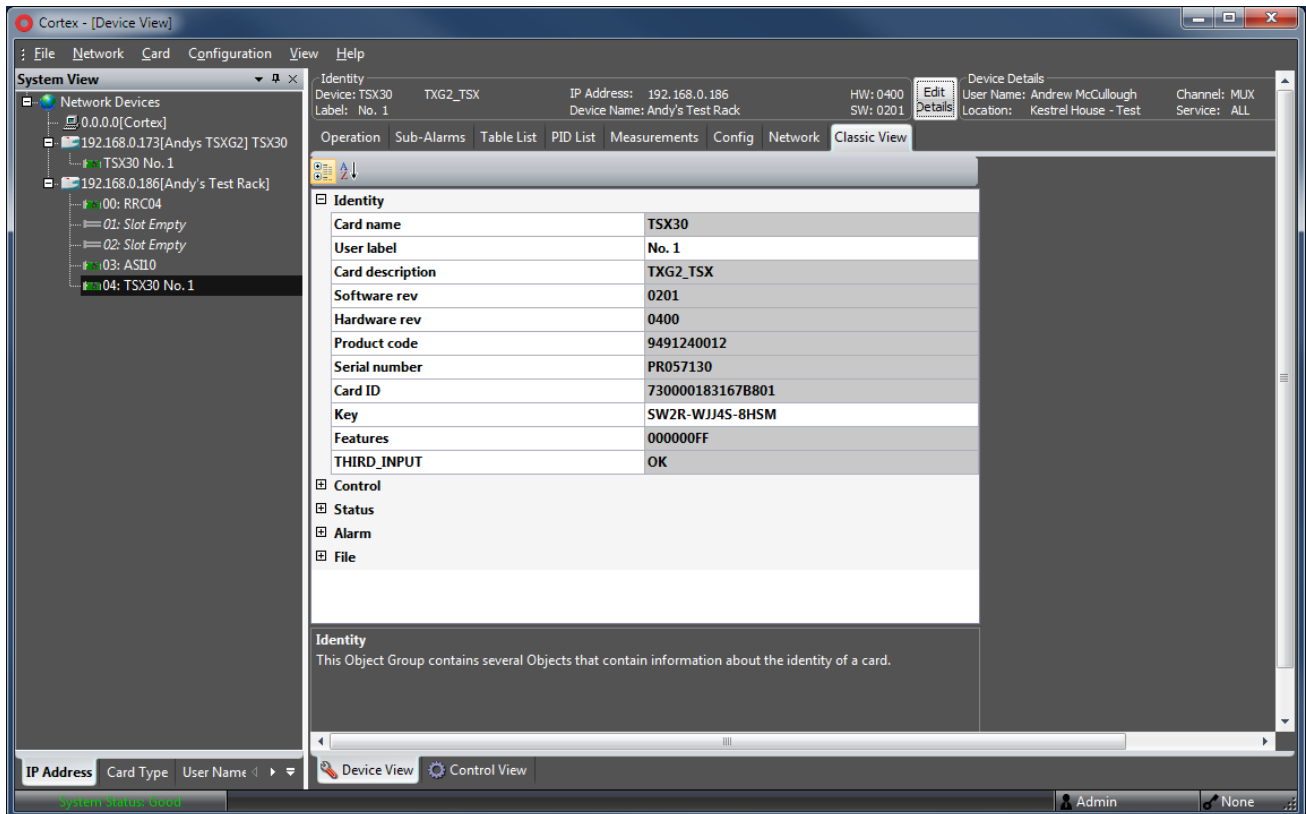 Cortex - [Device View]
File Network Card Configuration View Help
System View
Network Devices
0.0.0.0[Cortex]
192.168.0.173[Andys TSXG2] TSX30
TSX30 No. 1
192.168.0.186[Andy's Test Rack]
00: RRC04
01: Slot Empty
02: Slot Empty
03: ASI10
04: TSX30 No. 1
IP Address Card Type User Name
Identity
Device: TSX30 TXG2_TSX IP Address: 192.168.0.186 HW: 0400
Label: No. 1 Device Name: Andy's Test Rack SW: 0201
Edit
Details
Device Details
User Name: Andrew McCullough Channel: MUX
Location: Kestrel House - Test Service: ALL
Operation Sub-Alarms Table List PID List Measurements Config Network Classic View
Identity
Card name TSX30
User label No. 1
Card description TXG2_TSX
Software rev 0201
Hardware rev 0400
Product code 9491240012
Serial number PR057130
Card ID 730000183167B801
Key SW2R-WJJ4S-8HSM
Features 000000FF
THIRD_INPUT OK
Control
Status
Alarm
File
Identity
This Object Group contains several Objects that contain information about the identity of a card.
Device View Control View
System Status: Good Admin None